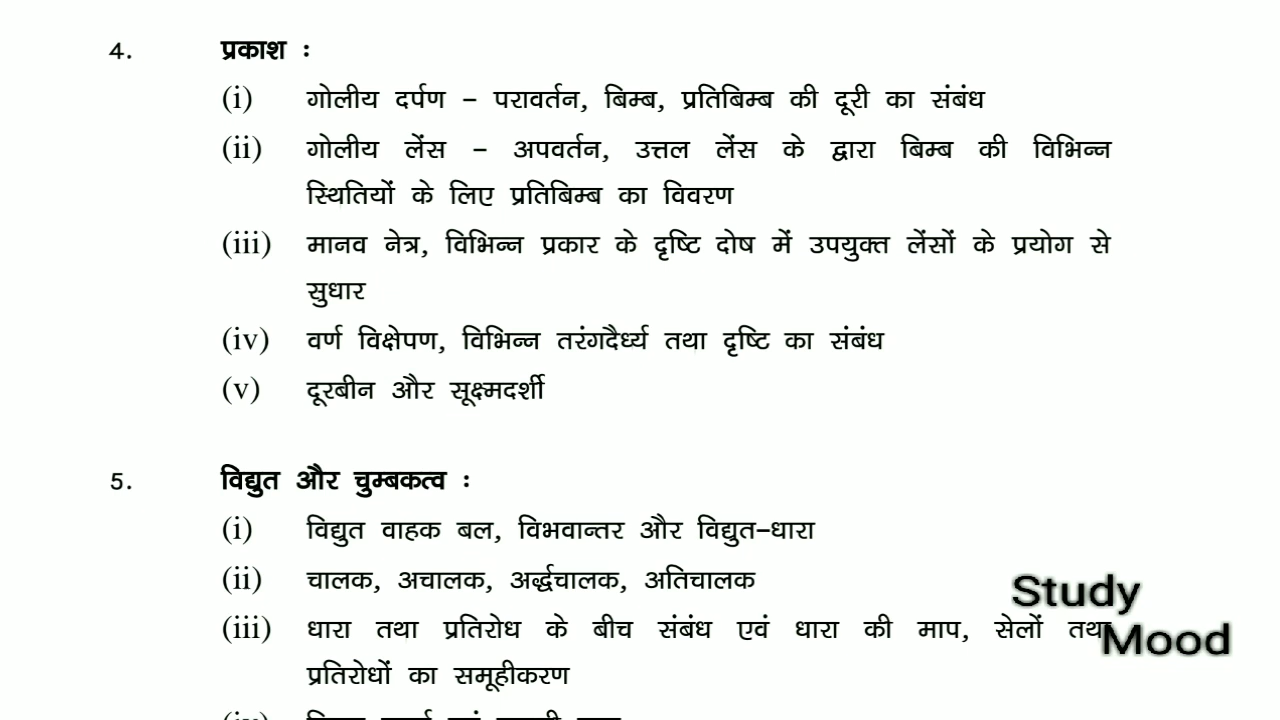 4. प्रकाश :
(i) गोलीय दर्पण – परावर्तन, बिम्ब, प्रतिबिम्ब की दूरी का संबंध
(ii) गोलीय लेंस – अपवर्तन, उत्तल लेंस के द्वारा बिम्ब की विभिन्न
स्थितियों के लिए प्रतिबिम्ब का विवरण
(iii) मानव नेत्र, विभिन्न प्रकार के दृष्टि दोष में उपयुक्त लेंसों के प्रयोग से
सुधार
(iv) वर्ण विक्षेपण, विभिन्न तरंगदैर्ध्य तथा दृष्टि का संबंध
(v) दूरबीन और सूक्ष्मदर्शी
5. विद्युत और चुम्बकत्व :
(i) विद्युत वाहक बल, विभवान्तर और विद्युत–धारा
(ii) चालक, अचालक, अर्द्धचालक, अतिचालक
(iii) धारा तथा प्रतिरोध के बीच संबंध एवं धारा की माप, सेलों तथा
प्रतिरोधों का समूहीकरण
Study
Mood